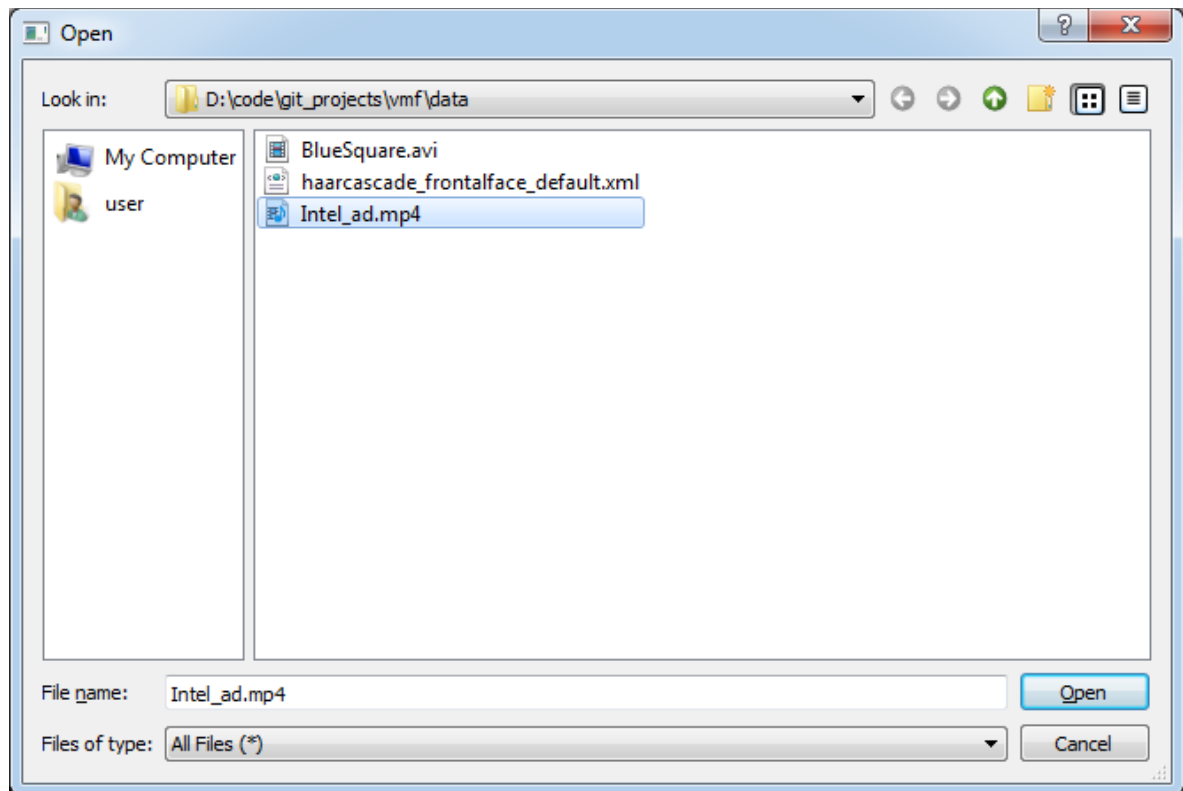 Open
Look in: D:\code\git_projects\vmf\data
My Computer
user
BlueSquare.avi
haarcascade_frontalface_default.xml
Intel_ad.mp4
File name: Intel_ad.mp4 Open
Files of type: All Files (*) Cancel